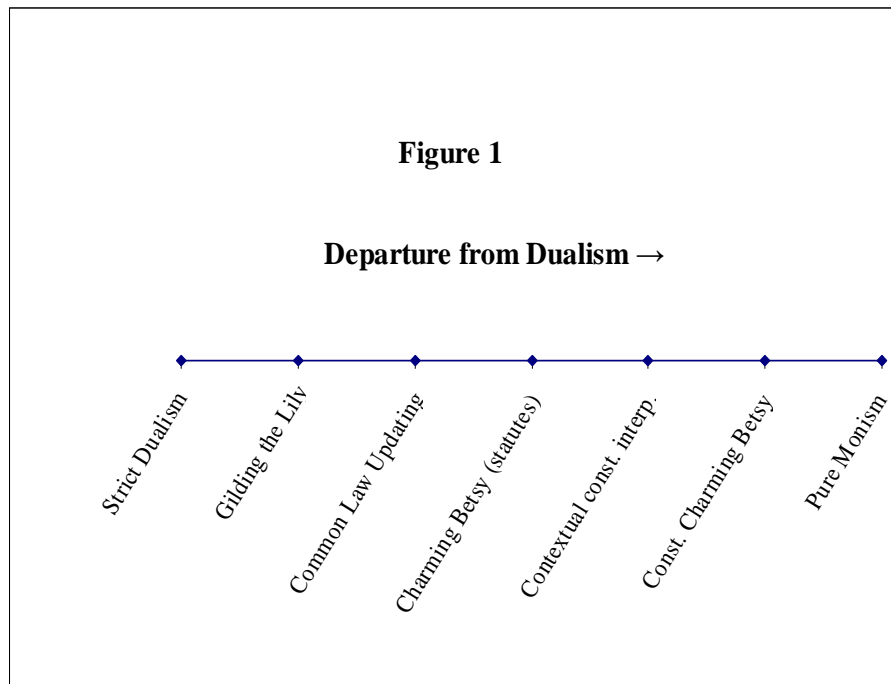 Figure 1
Departure from Dualism →
Strict Dualism
Gilding the Lily
Common Law Updating
Charming Betsy (statutes)
Contextual const. interp.
Const. Charming Betsy
Pure Monism